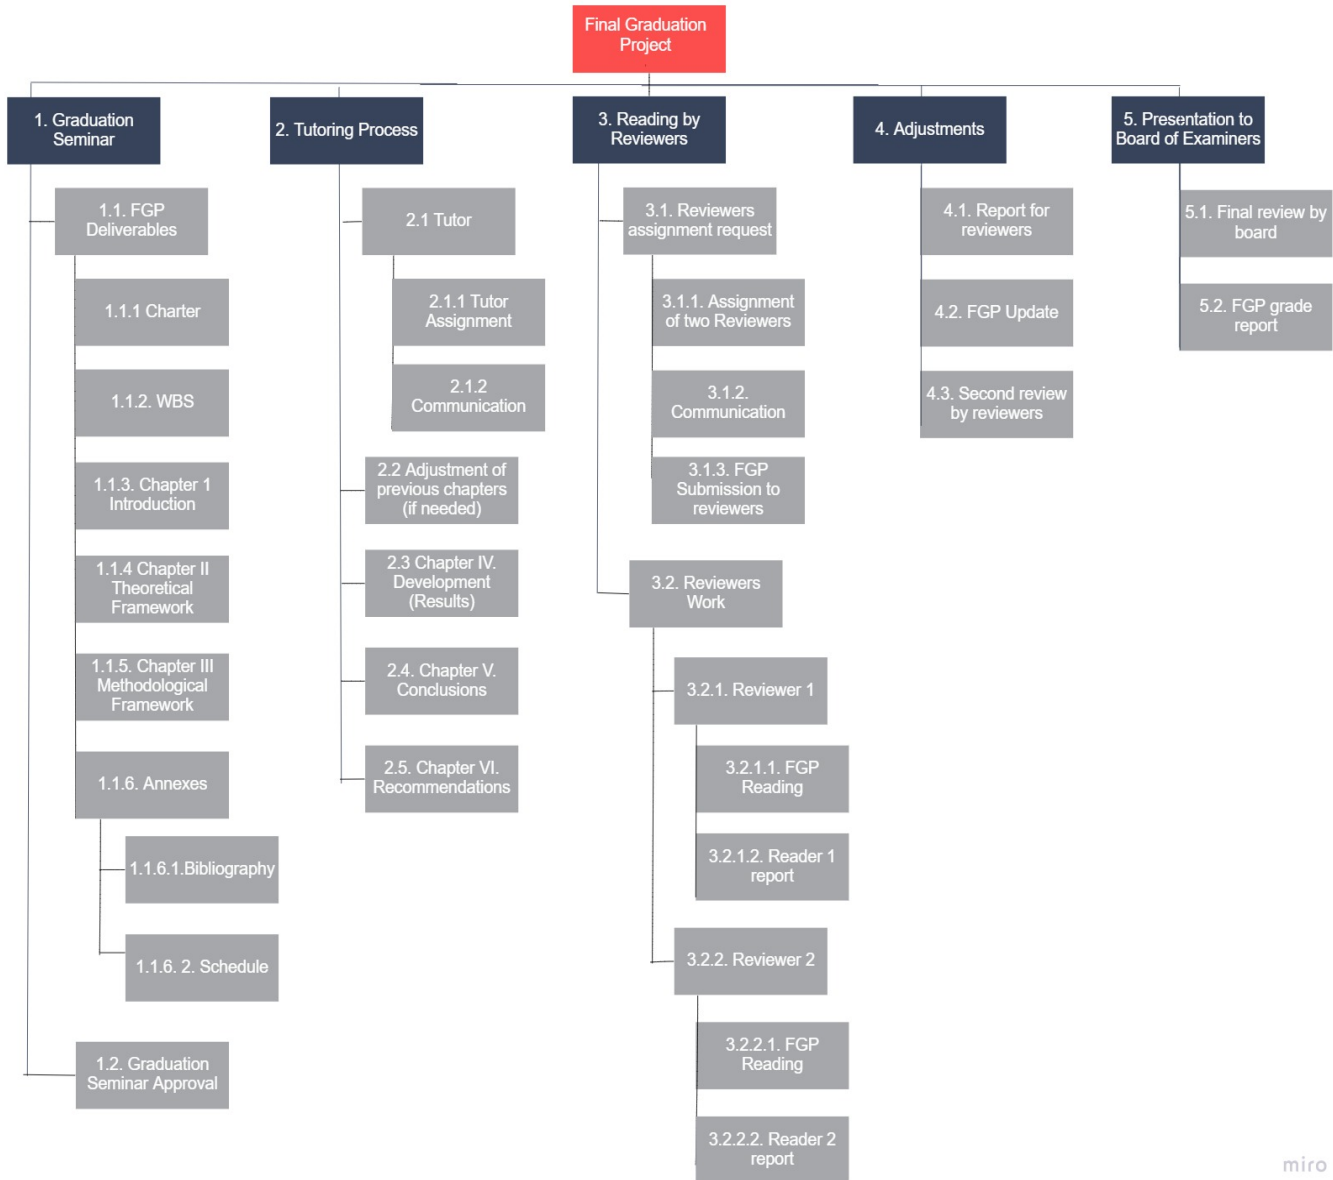 Final Graduation
Project
1. Graduation
Seminar
1.1. FGP
Deliverables
1.1.1 Charter
1.1.2. WBS
1.1.3. Chapter 1
Introduction
1.1.4 Chapter II
Theoretical
Framework
1.1.5. Chapter III
Methodological
Framework
1.1.6. Annexes
1.1.6.1.Bibliography
1.1.6. 2. Schedule
1.2. Graduation
Seminar Approval
2. Tutoring Process
2.1 Tutor
2.1.1 Tutor
Assignment
2.1.2
Communication
2.2 Adjustment of
previous chapters
(if needed)
2.3 Chapter IV.
Development
(Results)
2.4. Chapter V.
Conclusions
2.5. Chapter VI.
Recommendations
3. Reading by
Reviewers
3.1. Reviewers
assignment request
3.1.1. Assignment
of two Reviewers
3.1.2.
Communication
3.1.3. FGP
Submission to
reviewers
3.2. Reviewers
Work
3.2.1. Reviewer 1
3.2.1.1. FGP
Reading
3.2.1.2. Reader 1
report
3.2.2. Reviewer 2
3.2.2.1. FGP
Reading
3.2.2.2. Reader 2
report
4. Adjustments
4.1. Report for
reviewers
4.2. FGP Update
4.3. Second review
by reviewers
5. Presentation to
Board of Examiners
5.1. Final review by
board
5.2. FGP grade
report
miro